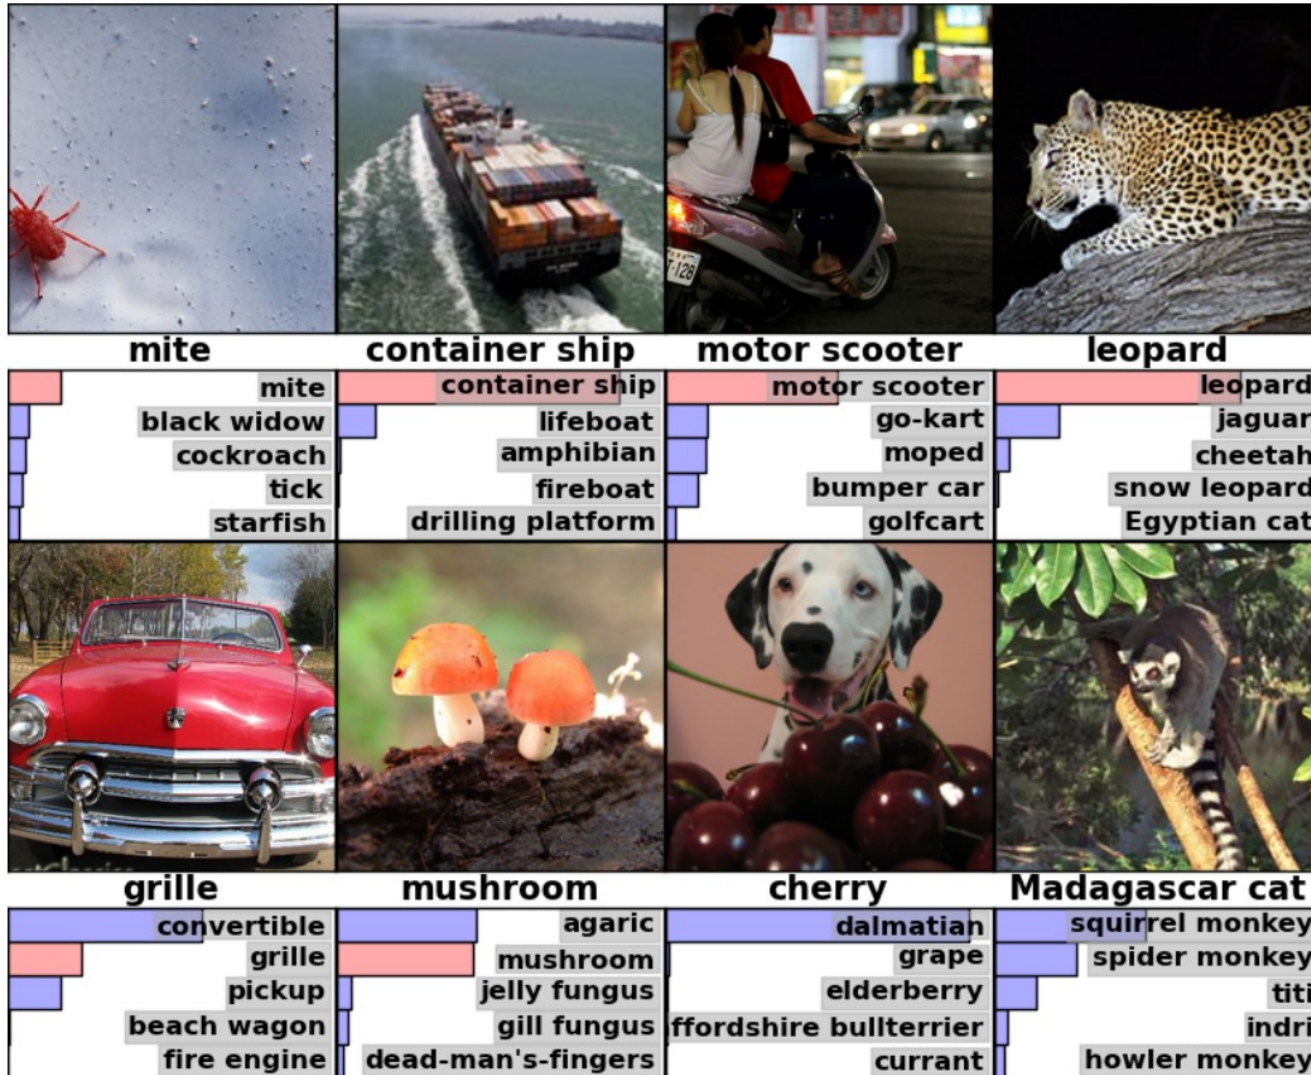 T-128
mite
container ship
motor scooter
leopard
mite
black widow
cockroach
tick
starfish
container ship
lifeboat
amphibian
fireboat
drilling platform
motor scooter
go-kart
moped
bumper car
golfcart
leopard
jaguar
cheetah
snow leopard
Egyptian cat
grille
mushroom
cherry
Madagascar cat
convertible
grille
pickup
beach wagon
fire engine
agaric
mushroom
jelly fungus
gill fungus
dead-man's-fingers
dalmatian
grape
elderberry
ffordshire bullterrier
currant
squirrel monkey
spider monkey
titi
indri
howler monkey